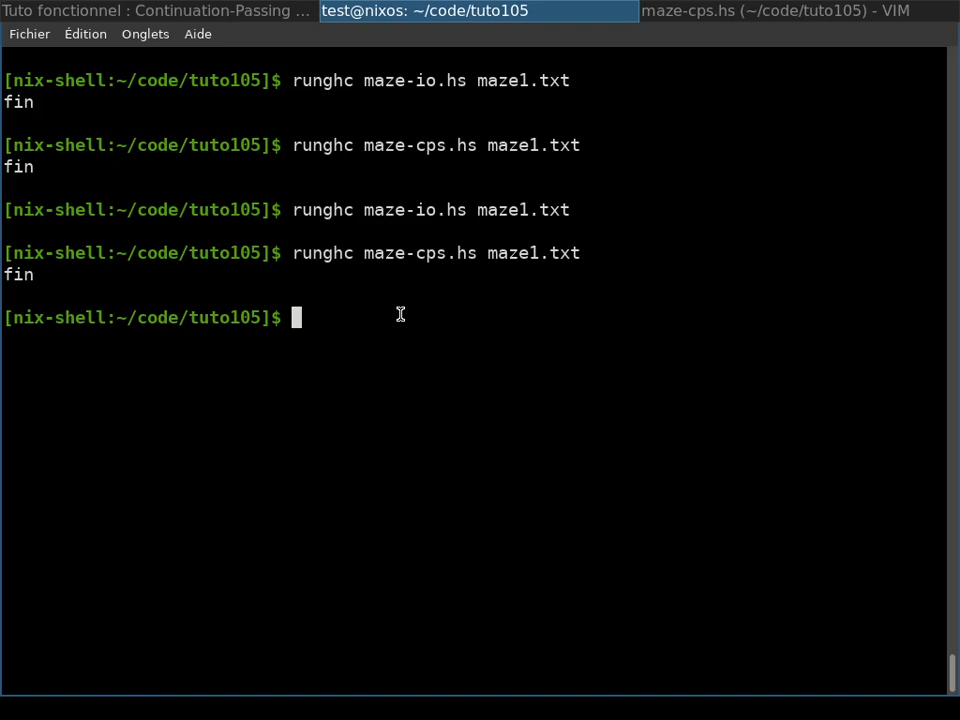 Tuto fonctionnel : Continuation-Passing ... test@nixos: ~/code/tuto105 maze-cps.hs (~/code/tuto105) - VIM
Fichier Édition Onglets Aide
[nix-shell:~/code/tuto105]$ runghc maze-io.hs maze1.txt
fin
[nix-shell:~/code/tuto105]$ runghc maze-cps.hs maze1.txt
fin
[nix-shell:~/code/tuto105]$ runghc maze-io.hs maze1.txt
[nix-shell:~/code/tuto105]$ runghc maze-cps.hs maze1.txt
fin
[nix-shell:~/code/tuto105]$